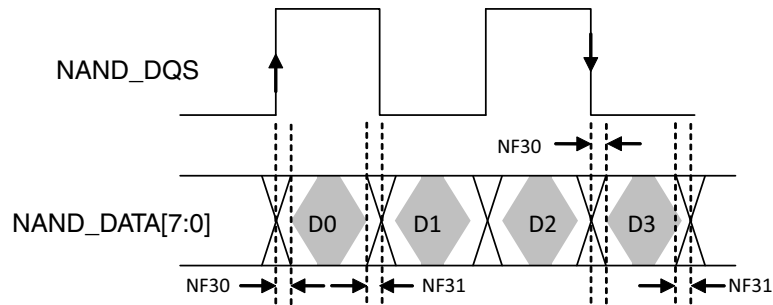 NAND_DQS
NF30
NAND_DATA[7:0]
D0
D1
D2
D3
NF30
NF31
NF31